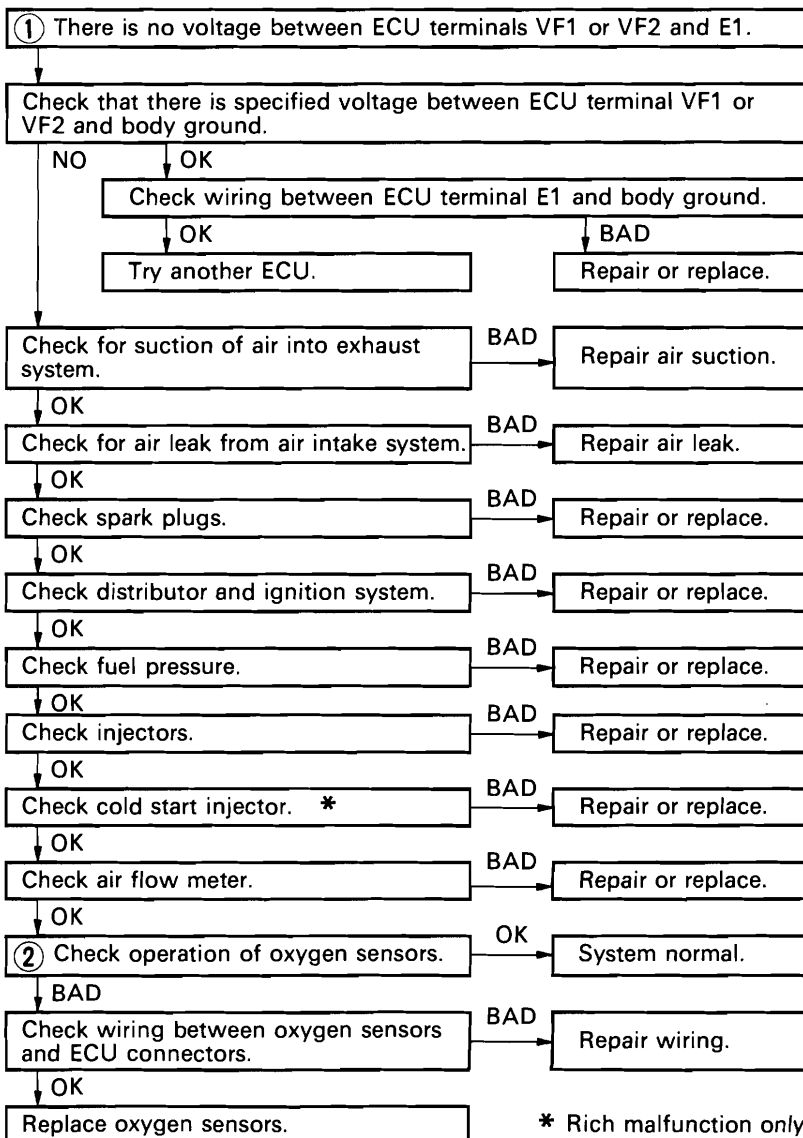 ① There is no voltage between ECU terminals VF1 or VF2 and E1.
Check that there is specified voltage between ECU terminal VF1 or
VF2 and body ground.
NO
OK
Check wiring between ECU terminal E1 and body ground.
OK
BAD
Try another ECU.
Repair or replace.
Check for suction of air into exhaust
system.
BAD
Repair air suction.
OK
Check for air leak from air intake system.
BAD
Repair air leak.
OK
Check spark plugs.
BAD
Repair or replace.
OK
Check distributor and ignition system.
BAD
Repair or replace.
OK
Check fuel pressure.
BAD
Repair or replace.
OK
Check injectors.
BAD
Repair or replace.
OK
Check cold start injector. *
BAD
Repair or replace.
OK
Check air flow meter.
BAD
Repair or replace.
OK
② Check operation of oxygen sensors.
OK
System normal.
BAD
Check wiring between oxygen sensors
and ECU connectors.
BAD
Repair wiring.
OK
Replace oxygen sensors.
* Rich malfunction only